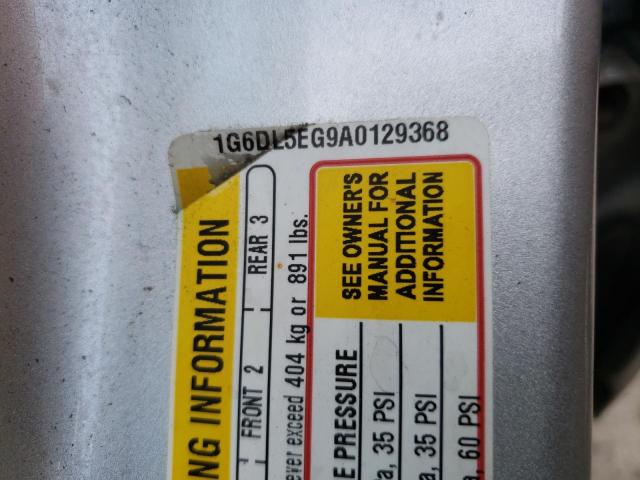 1G6DL5EG9A0129368
NG INFORMATION
FRONT 2 REAR 3
ever exceed 404 kg or 891 lbs.
SEE OWNER'S
MANUAL FOR
ADDITIONAL
INFORMATION
E PRESSURE
a, 35 PSI
a, 35 PSI
a, 60 PSI